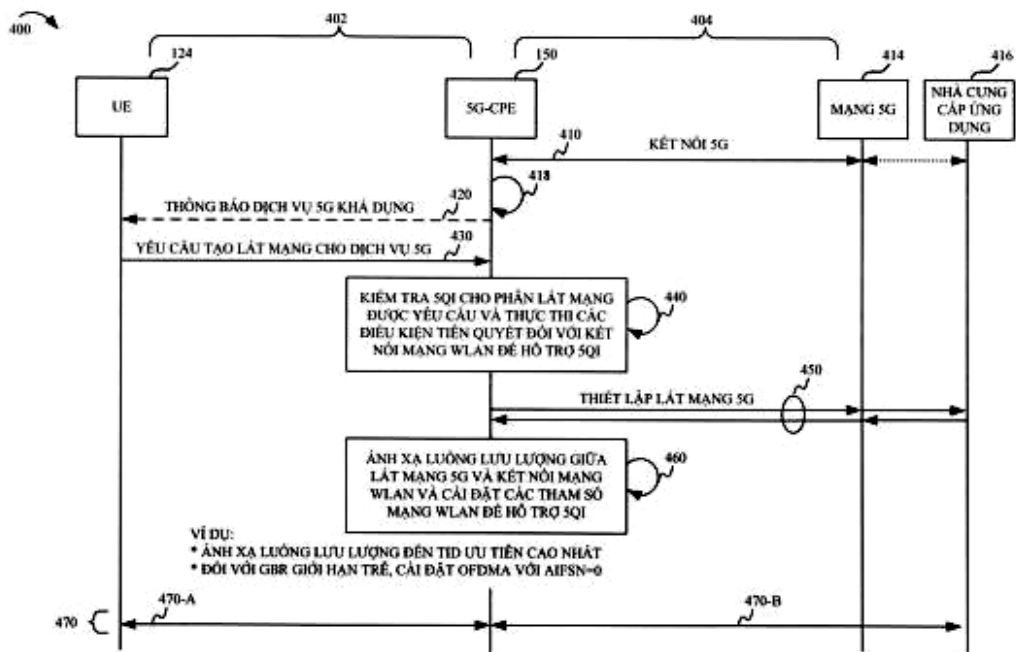 400
402
404
124
150
414
416
UE
5G-CPE
MẠNG 5G
NHÀ CUNG
CẤP ỨNG
DỤNG
410
KẾT NỐI 5G
418
420
THÔNG BÁO DỊCH VỤ 5G KHẢ DỤNG
430
YÊU CẦU TẠO LÁT MẠNG CHO DỊCH VỤ 5G
KIỂM TRA 5QI CHO PHẦN LÁT MẠNG
ĐƯỢC YÊU CẦU VÀ THỰC THI CÁC
ĐIỀU KIỆN TIÊN QUYẾT ĐỐI VỚI KẾT
NỐI MẠNG WLAN ĐỂ HỖ TRỢ 5QI
440
450
THIẾT LẬP LÁT MẠNG 5G
ÁNH XẠ LUỒNG LƯU LƯỢNG GIỮA
LÁT MẠNG 5G VÀ KẾT NỐI MẠNG
WLAN VÀ CÀI ĐẶT CÁC THAM SỐ
MẠNG WLAN ĐỂ HỖ TRỢ 5QI
460
VÍ DỤ:
* ÁNH XẠ LUỒNG LƯU LƯỢNG ĐẾN TID ƯU TIÊN CAO NHẤT
* ĐỐI VỚI GBR GIỚI HẠN TRỄ, CÀI ĐẶT OFDMA VỚI AIFSN=0
470
470-A
470-B